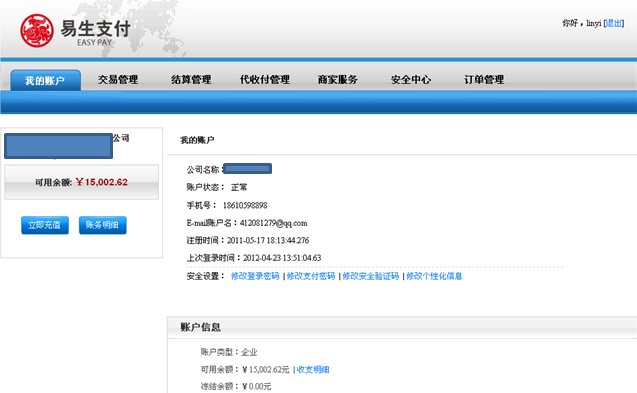 易生支付
EASY PAY
你好，linyi [退出]
我的账户 交易管理 结算管理 代收付管理 商家服务 安全中心 订单管理
公司
可用余额: ￥15,002.62
立即充值 账务明细
我的账户
公司名称：
账户状态： 正常
手机号： 18610598898
E-mail账户名：412081279@qq.com
注册时间：2011-05-17 18:13:44.276
上次登录时间：2012-04-23 13:51:04.63
安全设置： 修改登录密码 | 修改支付密码 | 修改安全验证码 | 修改个性化信息
账户信息
账户类型：企业
可用余额：￥15,002.62元 | 收支明细
冻结余额：￥0.00元